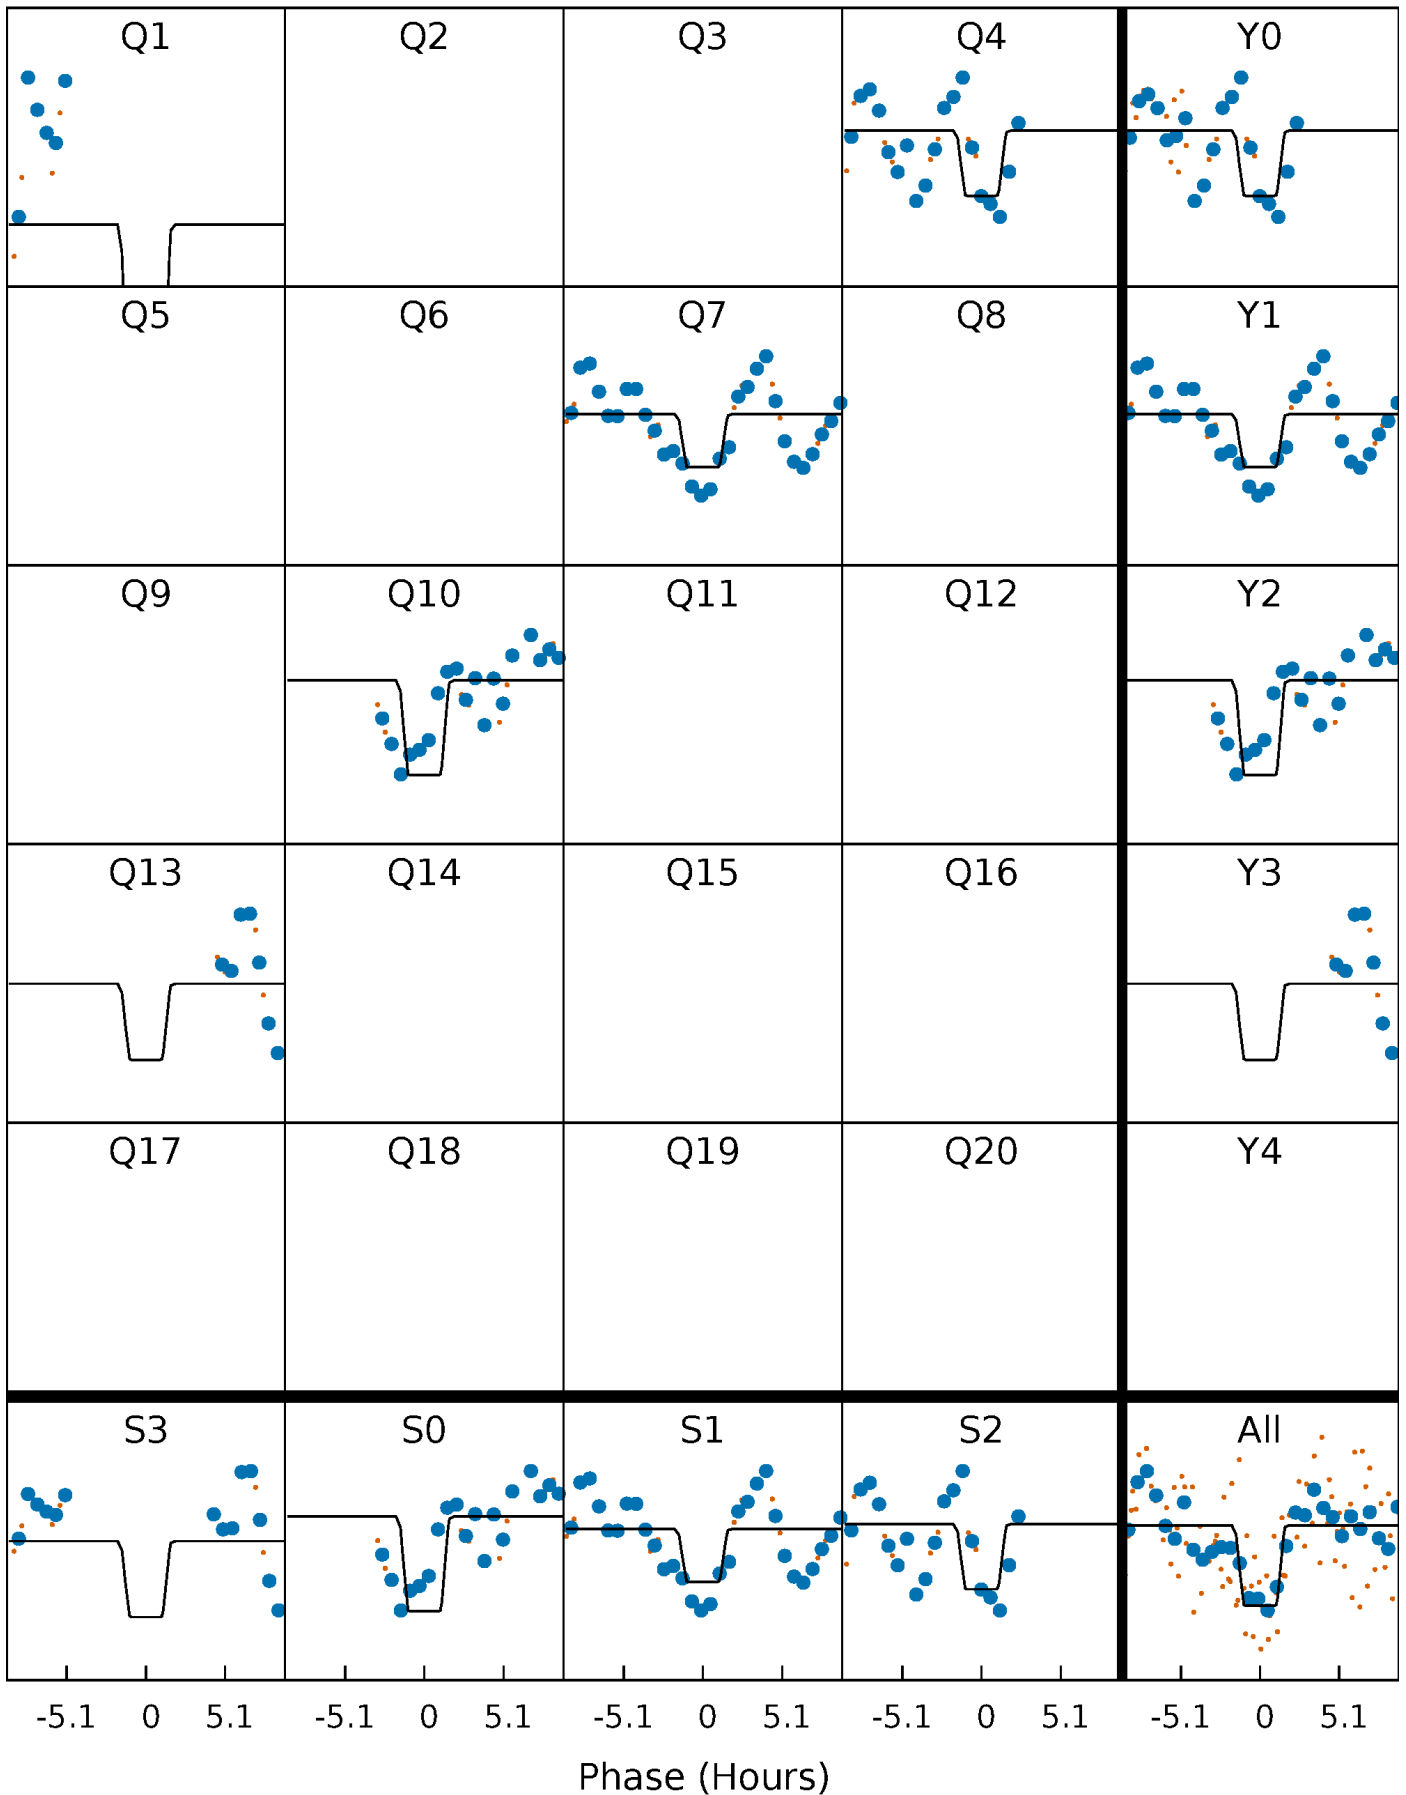 Q1 Q2 Q3 Q4 Y0
Q5 Q6 Q7 Q8 Y1
Q9 Q10 Q11 Q12 Y2
Q13 Q14 Q15 Q16 Y3
Q17 Q18 Q19 Q20 Y4
S3 S0 S1 S2 All
-5.1 0 5.1 -5.1 0 5.1 -5.1 0 5.1 -5.1 0 5.1 -5.1 0 5.1
Phase (Hours)